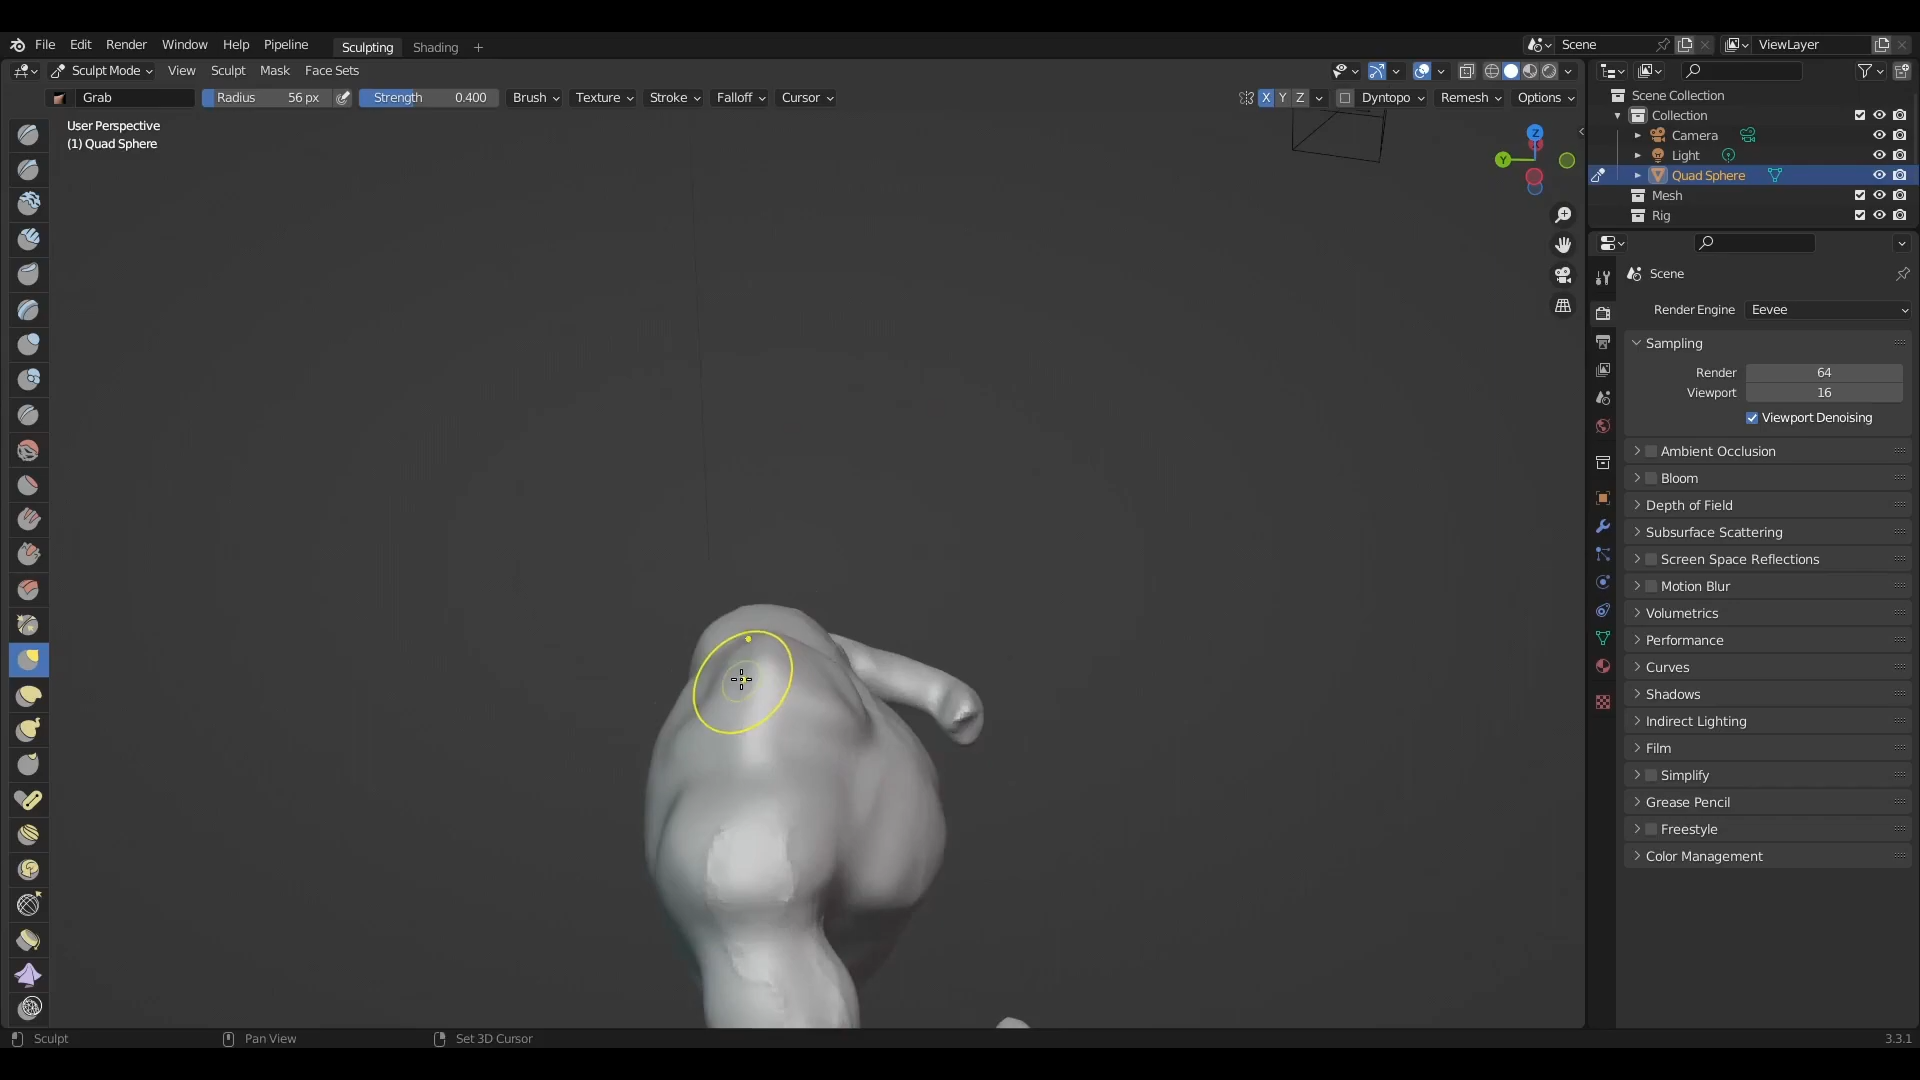 File Edit Render Window Help Pipeline Sculpting Shading + Scene ViewLayer
Sculpt Mode View Sculpt Mask Face Sets
Grab Radius 56 px Strength 0.400 Brush Texture Stroke Falloff Cursor X Y Z Dyntopo Remesh Options
User Perspective
(1) Quad Sphere
Z
Y
Scene Collection
Collection
Camera
Light
Quad Sphere
Mesh
Rig
Scene
Render Engine Eevee
Sampling
Render 64
Viewport 16
Viewport Denoising
Ambient Occlusion
Bloom
Depth of Field
Subsurface Scattering
Screen Space Reflections
Motion Blur
Volumetrics
Performance
Curves
Shadows
Indirect Lighting
Film
Simplify
Grease Pencil
Freestyle
Color Management
Sculpt Pan View Set 3D Cursor 3.3.1